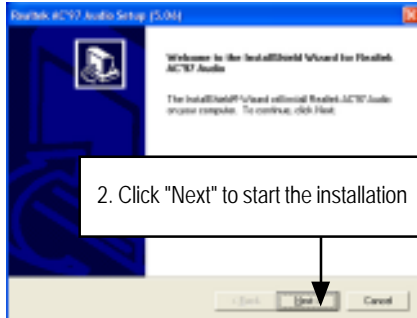 Realtek AC'97 Audio Setup (5.06)
Welcome to the InstallShield Wizard for Realtek
AC'97 Audio
The InstallShield® Wizard will install Realtek AC'97 Audio
on your computer. To continue, click Next.
2. Click "Next" to start the installation
< Back
Next >
Cancel